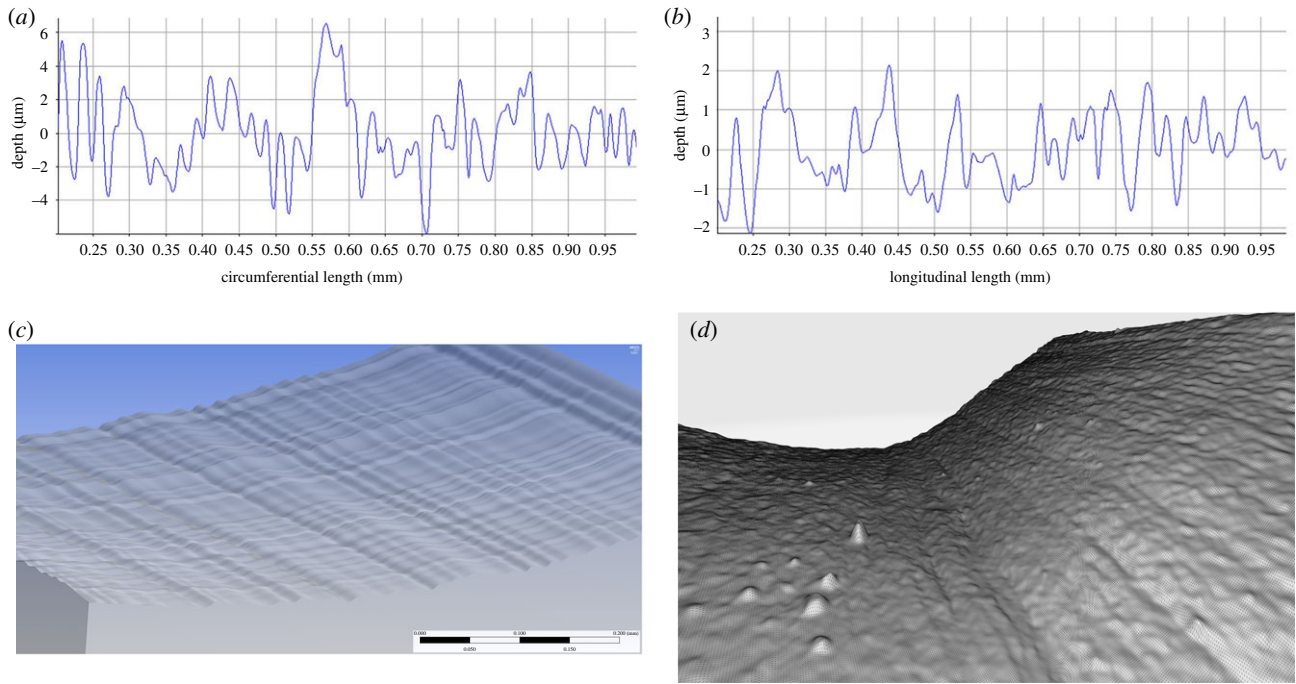 (a)
6
4
2
0
−2
−4
depth (µm)
0.25 0.30 0.35 0.40 0.45 0.50 0.55 0.60 0.65 0.70 0.75 0.80 0.85 0.90 0.95
circumferential length (mm)
(b)
3
2
1
0
−1
−2
depth (µm)
0.25 0.30 0.35 0.40 0.45 0.50 0.55 0.60 0.65 0.70 0.75 0.80 0.85 0.90 0.95
longitudinal length (mm)
(c)
0.000 0.100 0.200 (mm)
0.050 0.150
(d)